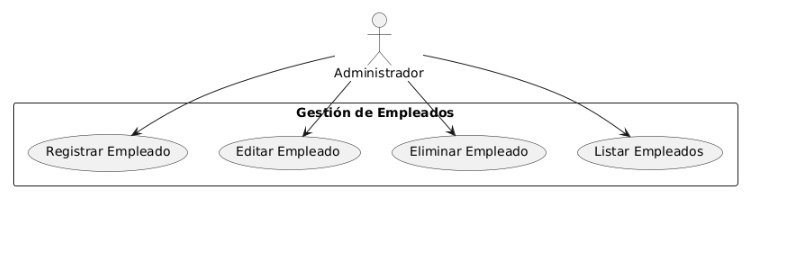 Administrador
Gestión de Empleados
Registrar Empleado
Editar Empleado
Eliminar Empleado
Listar Empleados